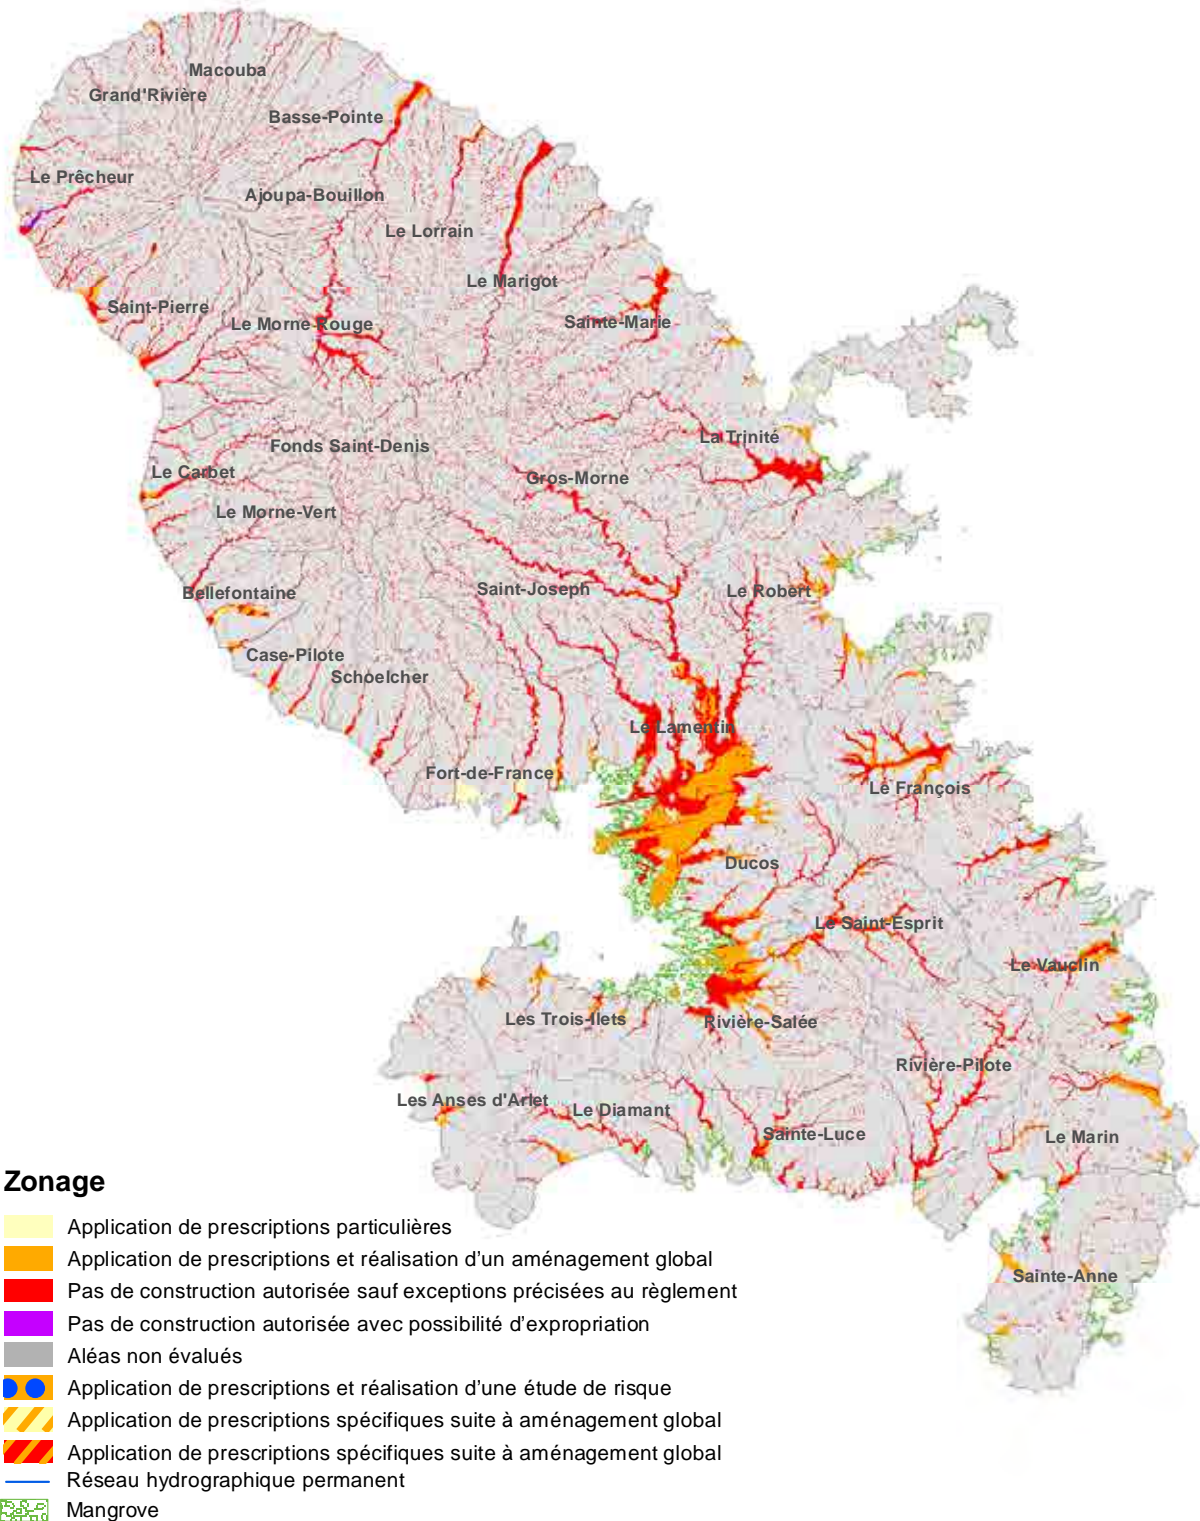 Macouba
Grand'Rivière
Basse-Pointe
Le Prêcheur
Ajoupa-Bouillon
Le Lorrain
Le Marigot
Saint-Pierre
Le Morne Rouge
Sainte-Marie
La Trinité
Fonds Saint-Denis
Le Carbet
Gros-Morne
Le Morne-Vert
Saint-Joseph
Le Robert
Bellefontaine
Case-Pilote
Schoelcher
Le Lamentin
Fort-de-France
Le François
Ducos
Le Saint-Esprit
Le Vauclin
Les Trois-Ilets
Rivière-Salée
Rivière-Pilote
Les Anses d'Arlet
Le Diamant
Sainte-Luce
Le Marin
Sainte-Anne
Zonage
Application de prescriptions particulières
Application de prescriptions et réalisation d'un aménagement global
Pas de construction autorisée sauf exceptions précisées au règlement
Pas de construction autorisée avec possibilité d'expropriation
Aléas non évalués
Application de prescriptions et réalisation d'une étude de risque
Application de prescriptions spécifiques suite à aménagement global
Application de prescriptions spécifiques suite à aménagement global
Réseau hydrographique permanent
Mangrove